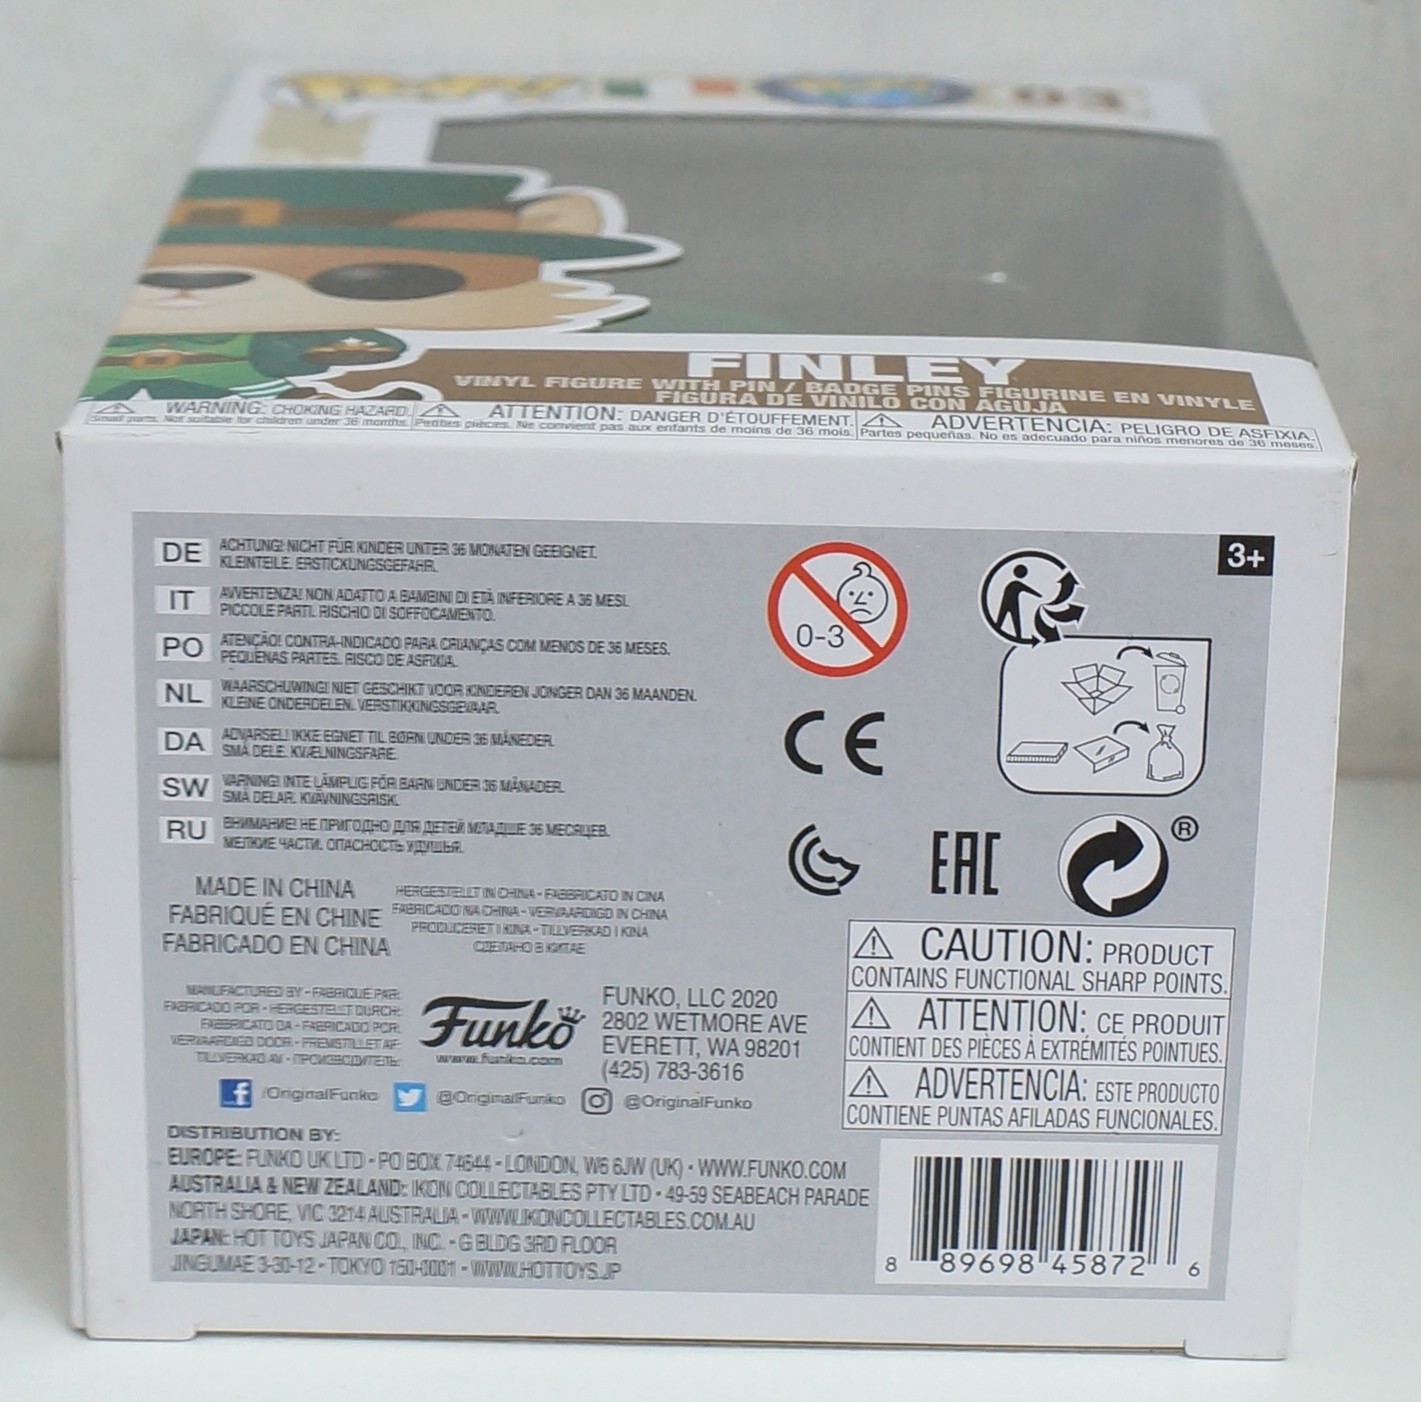 03
FINLEY
VINYL FIGURE WITH PIN / BADGE PINS FIGURINE EN VINYLE
FIGURA DE VINILO CON AGUJA
WARNING: CHOKING HAZARD.
Small parts. Not suitable for children under 36 months.
ATTENTION: DANGER D'ÉTOUFFEMENT.
Petites pièces. Ne convient pas aux enfants de moins de 36 mois.
ADVERTENCIA: PELIGRO DE ASFIXIA.
Partes pequeñas. No es adecuado para niños menores de 36 meses.
DE ACHTUNG! NICHT FÜR KINDER UNTER 36 MONATEN GEEIGNET.
KLEINTEILE. ERSTICKUNGSGEFAHR.
IT AVVERTENZA! NON ADATTO A BAMBINI DI ETÀ INFERIORE A 36 MESI.
PICCOLE PARTI. RISCHIO DI SOFFOCAMENTO.
PO ATENÇÃO! CONTRA-INDICADO PARA CRIANÇAS COM MENOS DE 36 MESES.
PEQUENAS PARTES. RISCO DE ASFIXIA.
NL WAARSCHUWING! NIET GESCHIKT VOOR KINDEREN JONGER DAN 36 MAANDEN.
KLEINE ONDERDELEN. VERSTIKKINGSGEVAAR.
DA ADVARSEL! IKKE EGNET TIL BØRN UNDER 36 MÅNEDER.
SMÅ DELE. KVÆLNINGSFARE.
SW VARNING! INTE LÄMPLIG FÖR BARN UNDER 36 MÅNADER.
SMÅ DELAR. KVÄVNINGSRISK.
RU ВНИМАНИЕ! НЕ ПРИГОДНО ДЛЯ ДЕТЕЙ МЛАДШЕ 36 МЕСЯЦЕВ.
МЕЛКИЕ ЧАСТИ. ОПАСНОСТЬ УДУШЬЯ.
0-3
3+
CE
EAC
®
MADE IN CHINA
FABRIQUÉ EN CHINE
FABRICADO EN CHINA
HERGESTELLT IN CHINA - FABBRICATO IN CINA
FABRICADO NA CHINA - VERVAARDIGD IN CHINA
PRODUCERET I KINA - TILLVERKAD I KINA
СДЕЛАНО В КИТАЕ
CAUTION: PRODUCT
CONTAINS FUNCTIONAL SHARP POINTS.
ATTENTION: CE PRODUIT
CONTIENT DES PIÈCES À EXTRÉMITÉS POINTUES.
ADVERTENCIA: ESTE PRODUCTO
CONTIENE PUNTAS AFILADAS FUNCIONALES.
MANUFACTURED BY - FABRIQUÉ PAR:
FABRICADO POR - HERGESTELLT DURCH:
FABBRICATO DA - FABRICADO POR:
VERVAARDIGD DOOR - FREMSTILLET AF:
TILLVERKAD AV - ПРОИЗВОДИТЕЛЬ:
Funko
www.funko.com
FUNKO, LLC 2020
2802 WETMORE AVE
EVERETT, WA 98201
(425) 783-3616
/OriginalFunko @OriginalFunko @OriginalFunko
DISTRIBUTION BY:
EUROPE: FUNKO UK LTD • PO BOX 74644 • LONDON, W6 6JW (UK) • WWW.FUNKO.COM
AUSTRALIA & NEW ZEALAND: IKON COLLECTABLES PTY LTD • 49-59 SEABEACH PARADE
NORTH SHORE, VIC 3214 AUSTRALIA • WWW.IKONCOLLECTABLES.COM.AU
JAPAN: HOT TOYS JAPAN CO., INC. • G BLDG 3RD FLOOR
JINGUMAE 3-30-12 • TOKYO 150-0001 • WWW.HOTTOYS.JP
8 89698 45872 6